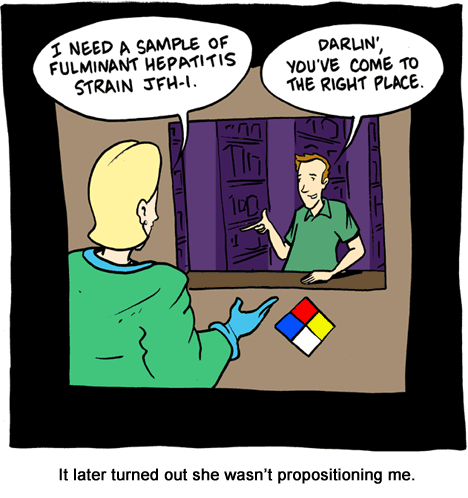 I NEED A SAMPLE OF
FULMINANT HEPATITIS
STRAIN JFH-1.
DARLIN',
YOU'VE COME TO
THE RIGHT PLACE.
It later turned out she wasn't propositioning me.